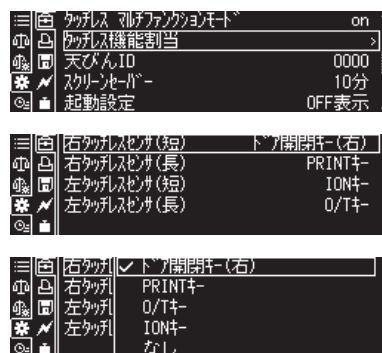 タッチレス マルチファンクションモード on
タッチレス機能割当 >
天びんID 0000
スクリーンセーバー 10分
起動設定 OFF表示
右タッチレスセンサ(短) ドア開閉キー(右)
右タッチレスセンサ(長) PRINTキー
左タッチレスセンサ(短) IONキー
左タッチレスセンサ(長) O/Tキー
右タッチレ ✓ ドア開閉キー(右)
右タッチレ PRINTキー
左タッチレ O/Tキー
左タッチレ IONキー
なし